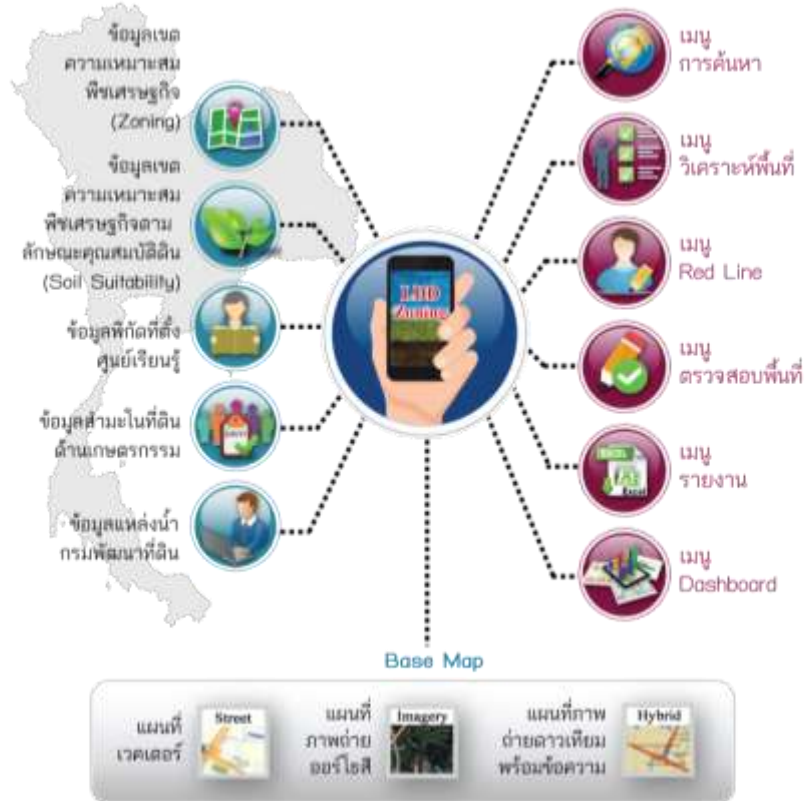 ข้อมูลเขต
ความเหมาะสม
พืชเศรษฐกิจ
(Zoning)
ข้อมูลเขต
ความเหมาะสม
พืชเศรษฐกิจตาม
ลักษณะคุณสมบัติดิน
(Soil Suitability)
ข้อมูลพิกัดที่ตั้ง
ศูนย์เรียนรู้
ข้อมูลสำมะโนที่ดิน
ด้านเกษตรกรรม
ข้อมูลแหล่งน้ำ
กรมพัฒนาที่ดิน
LDD
Zoning
เมนู
การค้นหา
เมนู
วิเคราะห์พื้นที่
เมนู
Red Line
เมนู
ตรวจสอบพื้นที่
EXCEL
Excel
เมนู
รายงาน
เมนู
Dashboard
Base Map
แผนที่
เวคเตอร์
Street
แผนที่
ภาพถ่าย
ออร์โธสี
Imagery
แผนที่ภาพ
ถ่ายดาวเทียม
พร้อมข้อความ
Hybrid